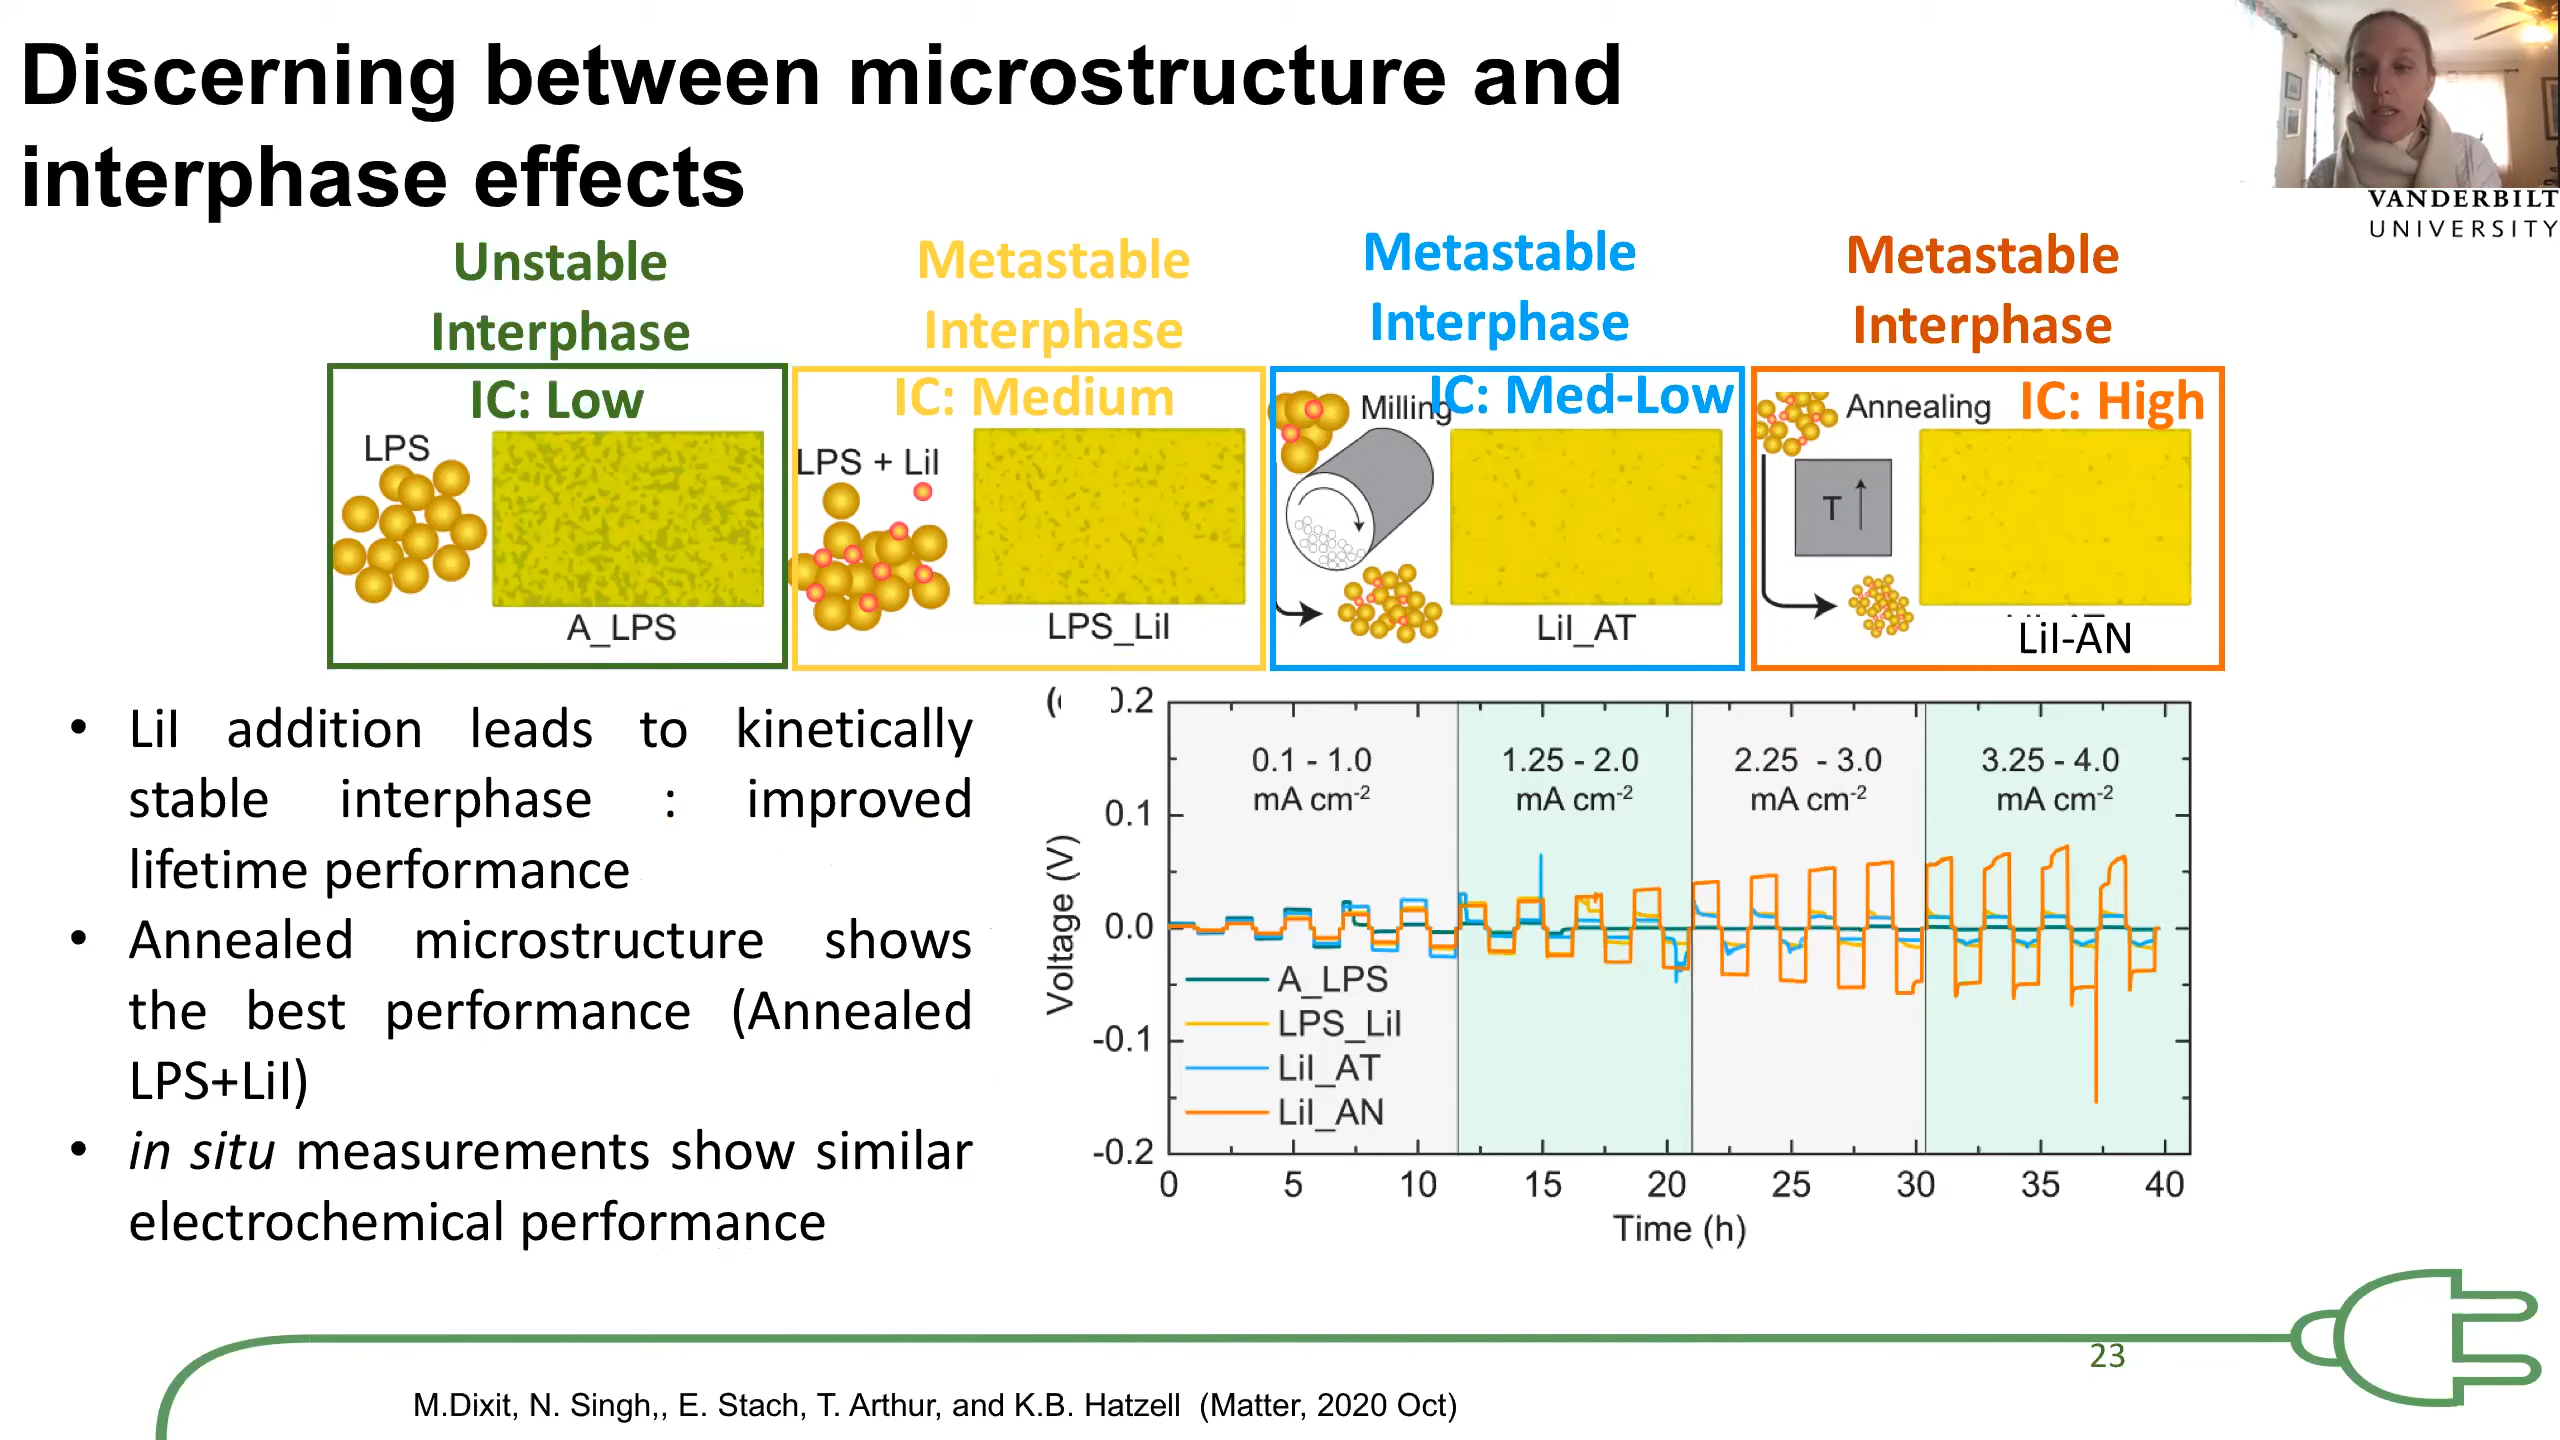 Discerning between microstructure and
interphase effects
VANDERBILT
UNIVERSITY
Unstable
Interphase
Metastable
Interphase
Metastable
Interphase
Metastable
Interphase
IC: Low
LPS
A_LPS
IC: Medium
LPS + LiI
LPS_LiI
Milling
IC: Med-Low
LiI_AT
Annealing
IC: High
T
LiI-AN
• LiI addition leads to kinetically
stable interphase : improved
lifetime performance
• Annealed microstructure shows
the best performance (Annealed
LPS+LiI)
• in situ measurements show similar
electrochemical performance
0.1 - 1.0
mA cm-2
1.25 - 2.0
mA cm-2
2.25 - 3.0
mA cm-2
3.25 - 4.0
mA cm-2
0.1
0.0
-0.1
-0.2
Voltage (V)
A_LPS
LPS_LiI
LiI_AT
LiI_AN
0 5 10 15 20 25 30 35 40
Time (h)
23
M.Dixit, N. Singh,, E. Stach, T. Arthur, and K.B. Hatzell (Matter, 2020 Oct)